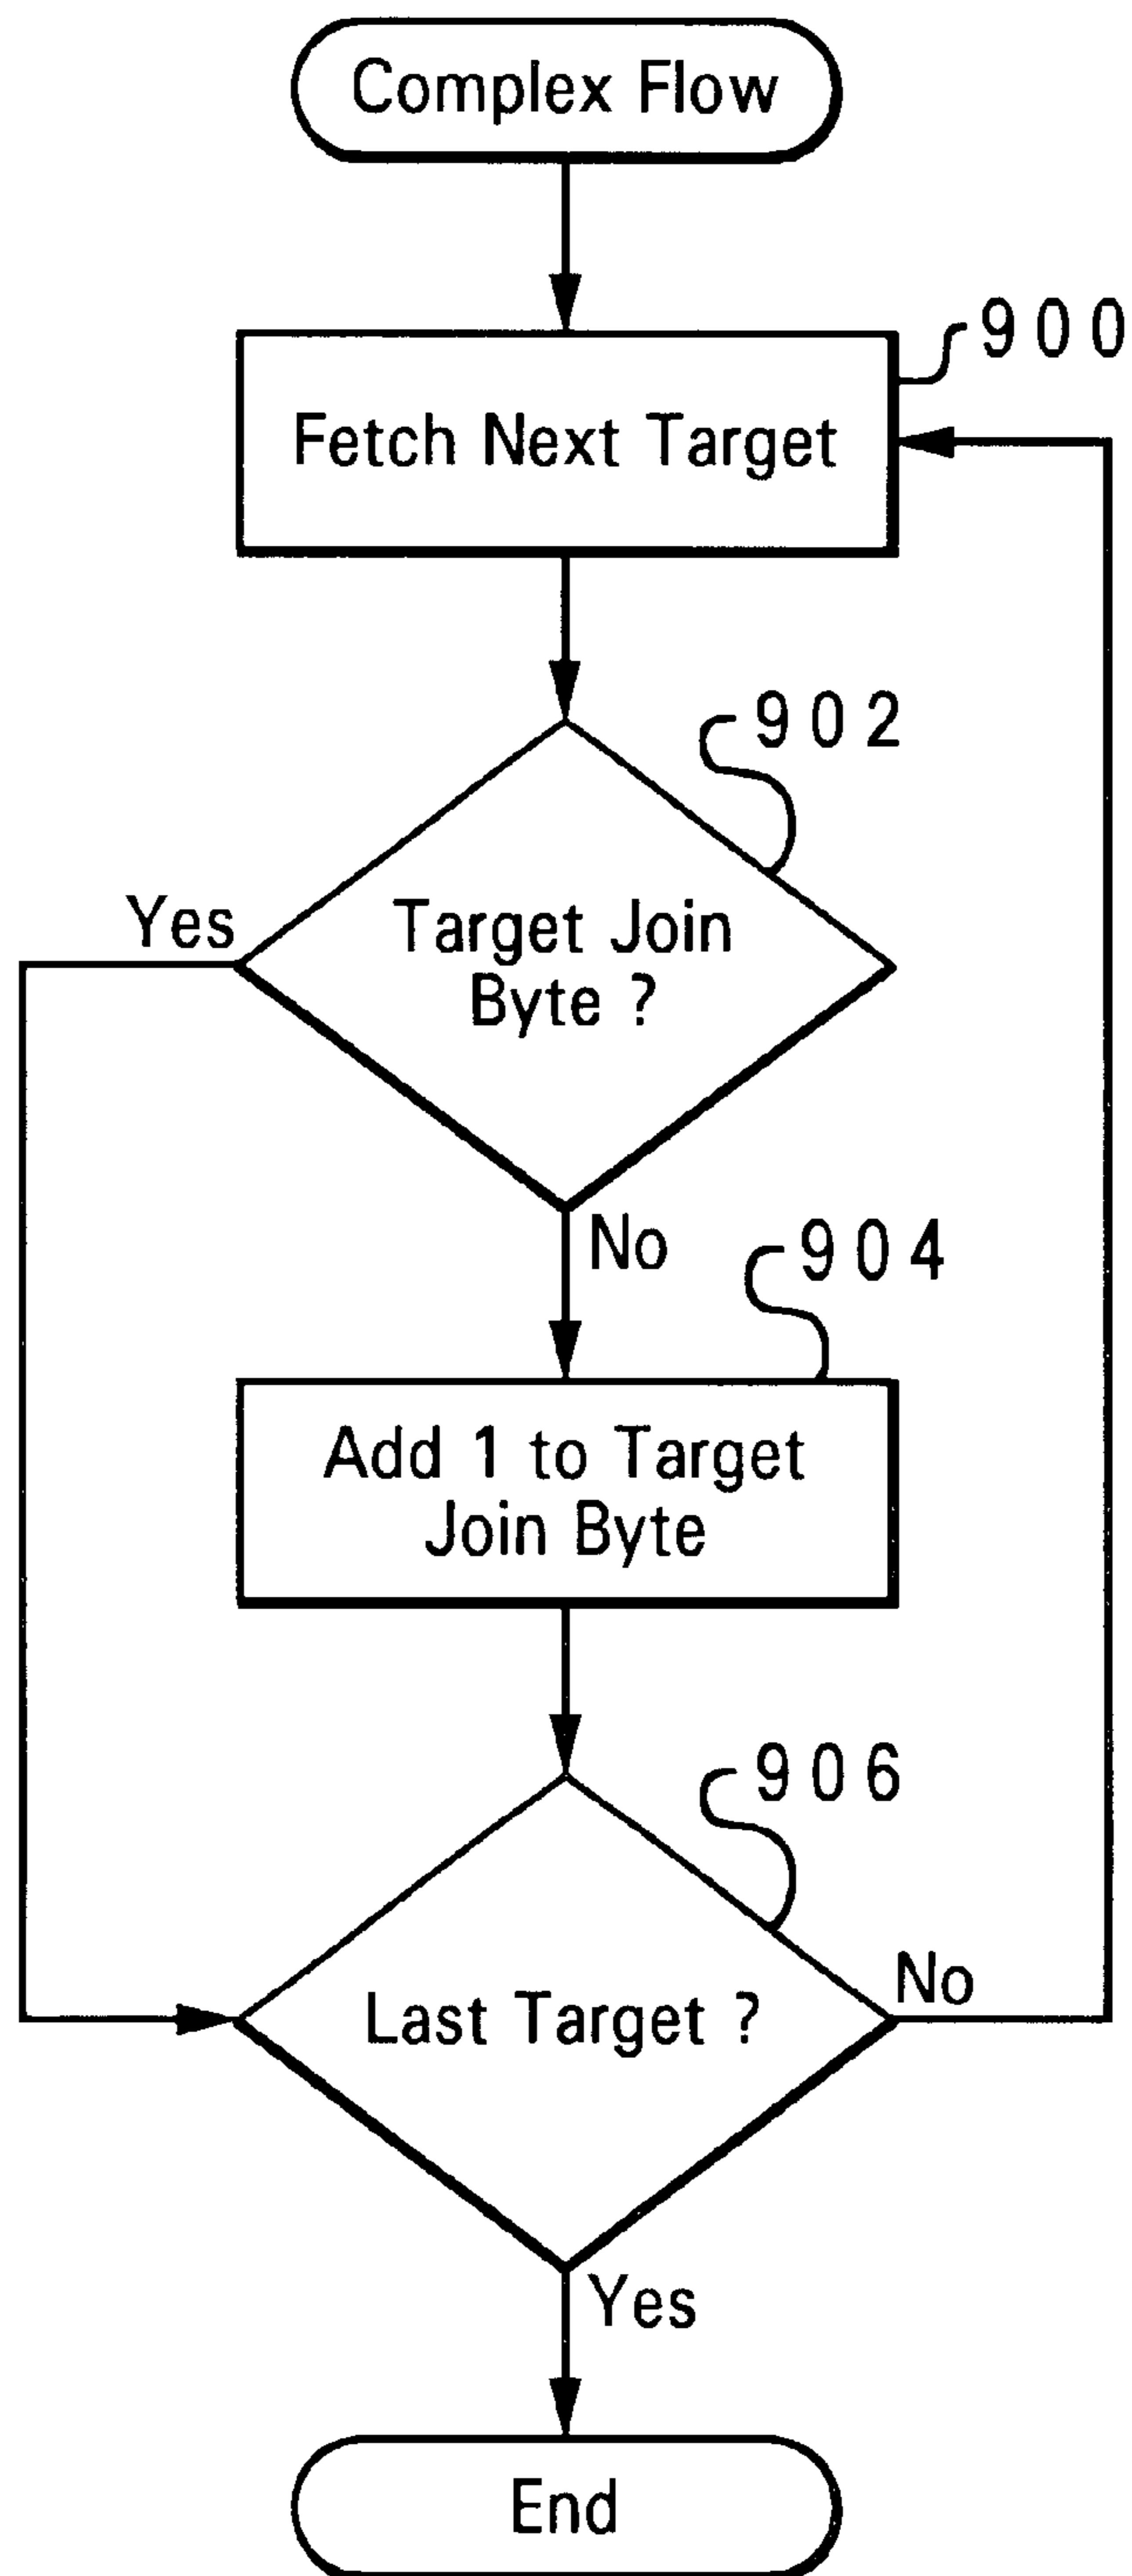 Complex Flow
900
Fetch Next Target
902
Yes
Target Join
Byte ?
No
904
Add 1 to Target
Join Byte
906
No
Last Target ?
Yes
End